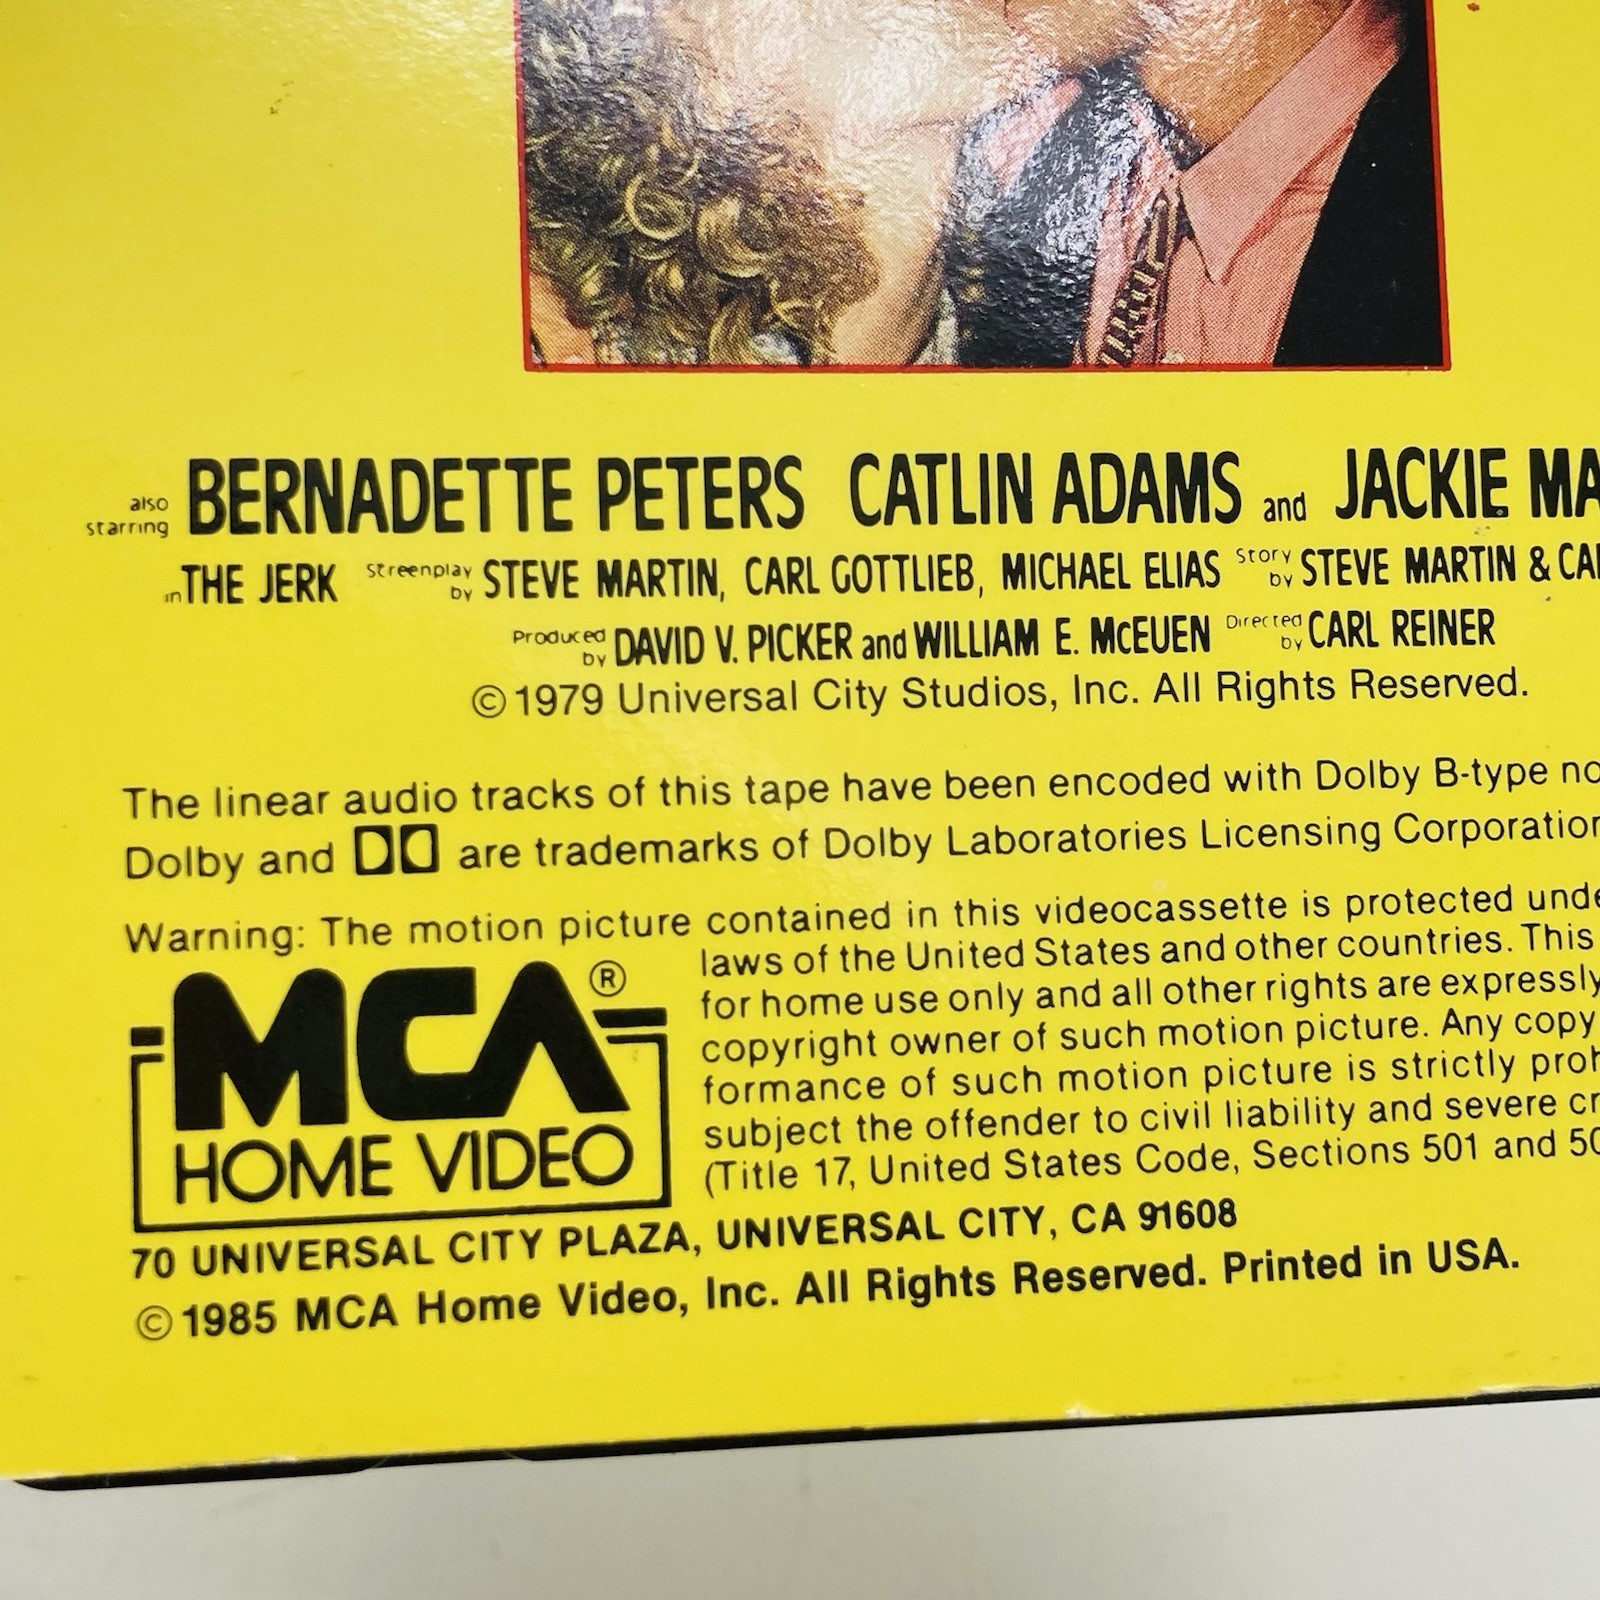 also starring BERNADETTE PETERS CATLIN ADAMS and JACKIE
in THE JERK Screenplay by STEVE MARTIN, CARL GOTTLIEB, MICHAEL ELIAS Story by STEVE MARTIN &
Produced by DAVID V. PICKER and WILLIAM E. McEUEN Directed by CARL REINER
© 1979 Universal City Studios, Inc. All Rights Reserved.
The linear audio tracks of this tape have been encoded with Dolby B-type
Dolby and are trademarks of Dolby Laboratories Licensing
Warning: The motion picture contained in this videocassette is protected
laws of the United States and other countries. This
for home use only and all other rights are expressly
copyright owner of such motion picture. Any copy
formance of such motion picture is strictly
subject the offender to civil liability and severe
(Title 17, United States Code, Sections 501 and
MCA®
HOME VIDEO
70 UNIVERSAL CITY PLAZA, UNIVERSAL CITY, CA 91608
© 1985 MCA Home Video, Inc. All Rights Reserved. Printed in USA.